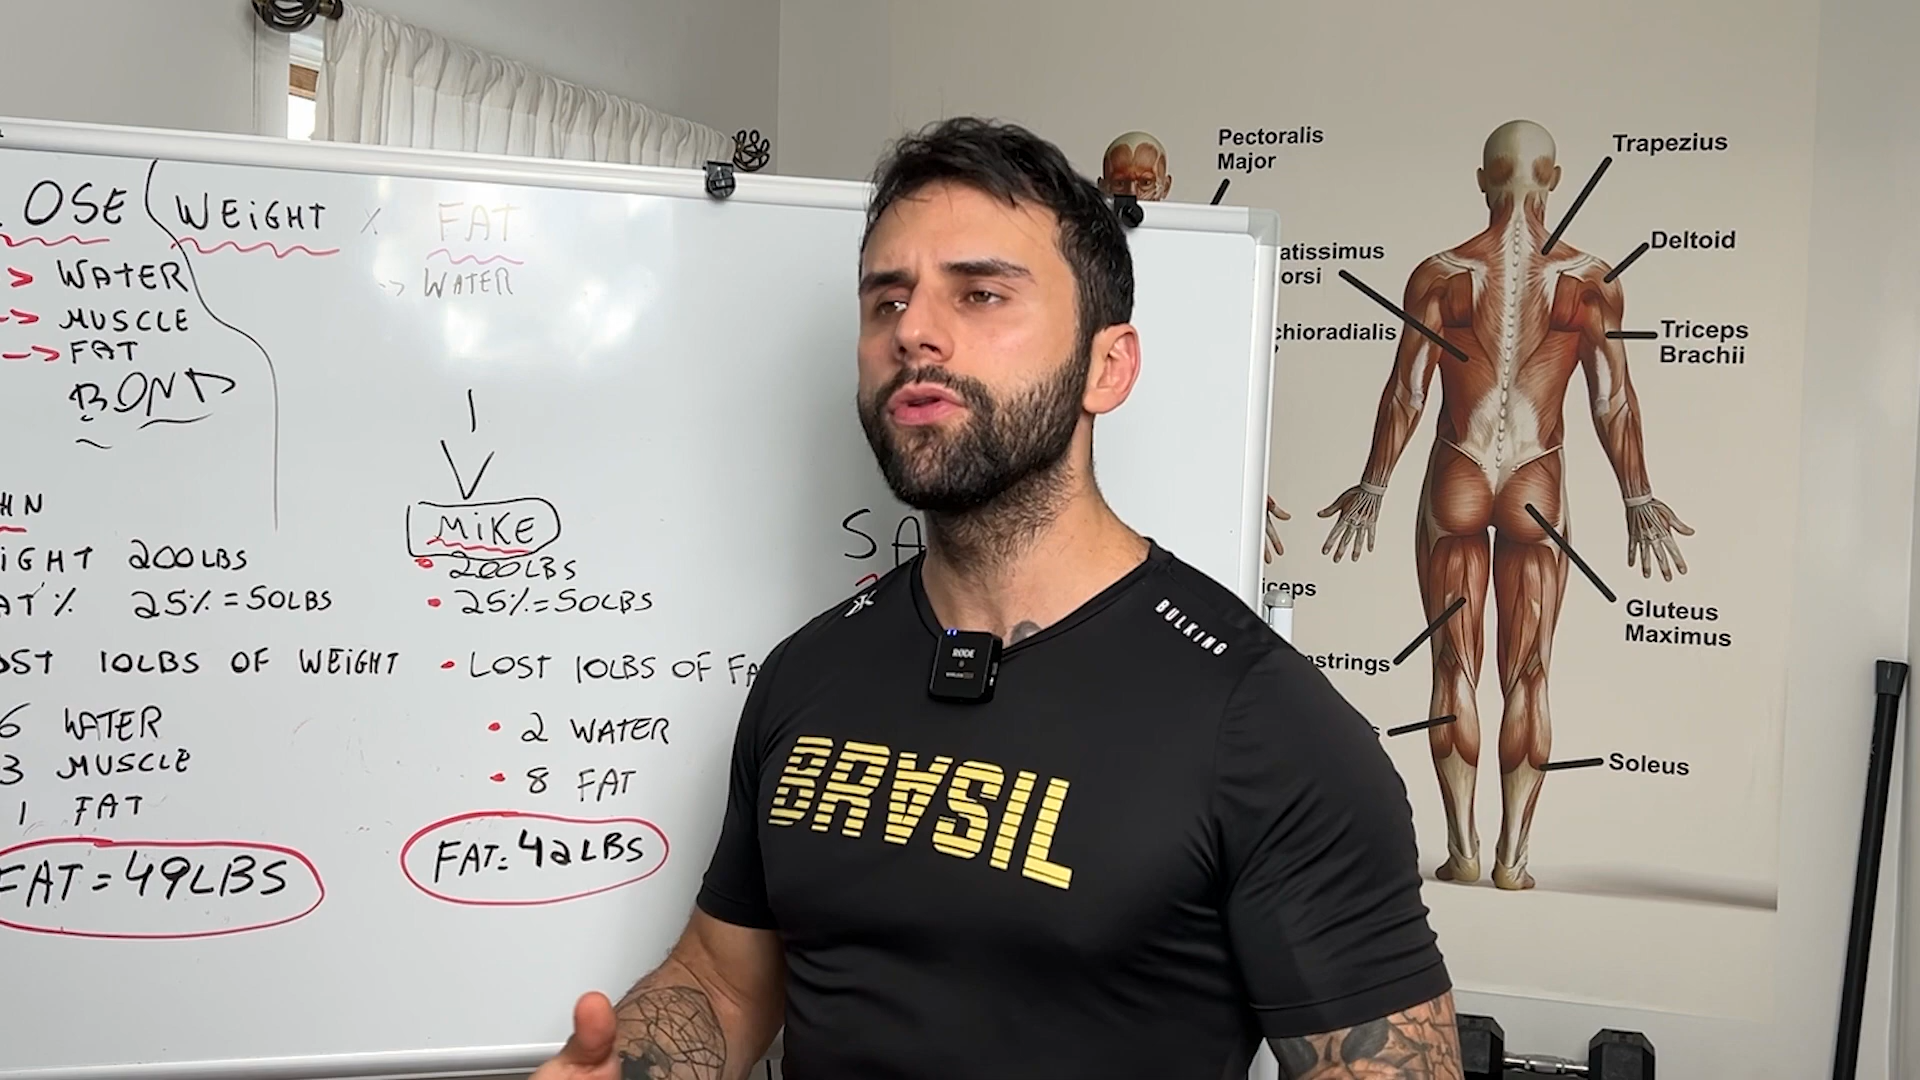 LOSE WEIGHT X FAT
> WATER
-> MUSCLE
-> FAT
BOND
-> WATER
HN
IGHT 200LBS
AT % 25% = 50LBS
OST 10LBS OF WEIGHT
6 WATER
3 MUSCLE
1 FAT
FAT = 49LBS
MIKE
• 200LBS
• 25% = 50LBS
• LOST 10LBS OF FA
• 2 WATER
• 8 FAT
FAT = 42LBS
SA
RØDE
BULKING
BRASIL
Pectoralis
Major
atissimus
orsi
chioradialis
iceps
mstrings
s
Trapezius
Deltoid
Triceps
Brachii
Gluteus
Maximus
Soleus